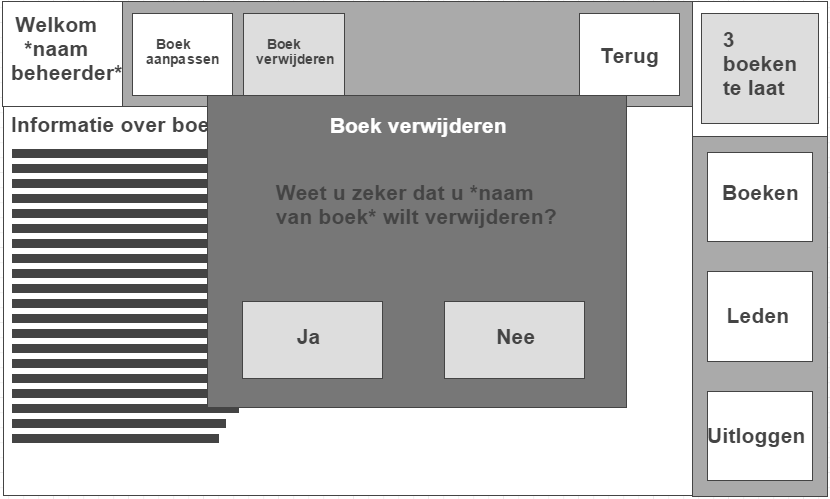 Welkom
*naam
beheerder*
Boek
aanpassen
Boek
verwijderen
Terug
3
boeken
te laat
Informatie over
Boek verwijderen
Weet u zeker dat u *naam
van boek* wilt verwijderen?
Ja
Nee
Boeken
Leden
Uitloggen